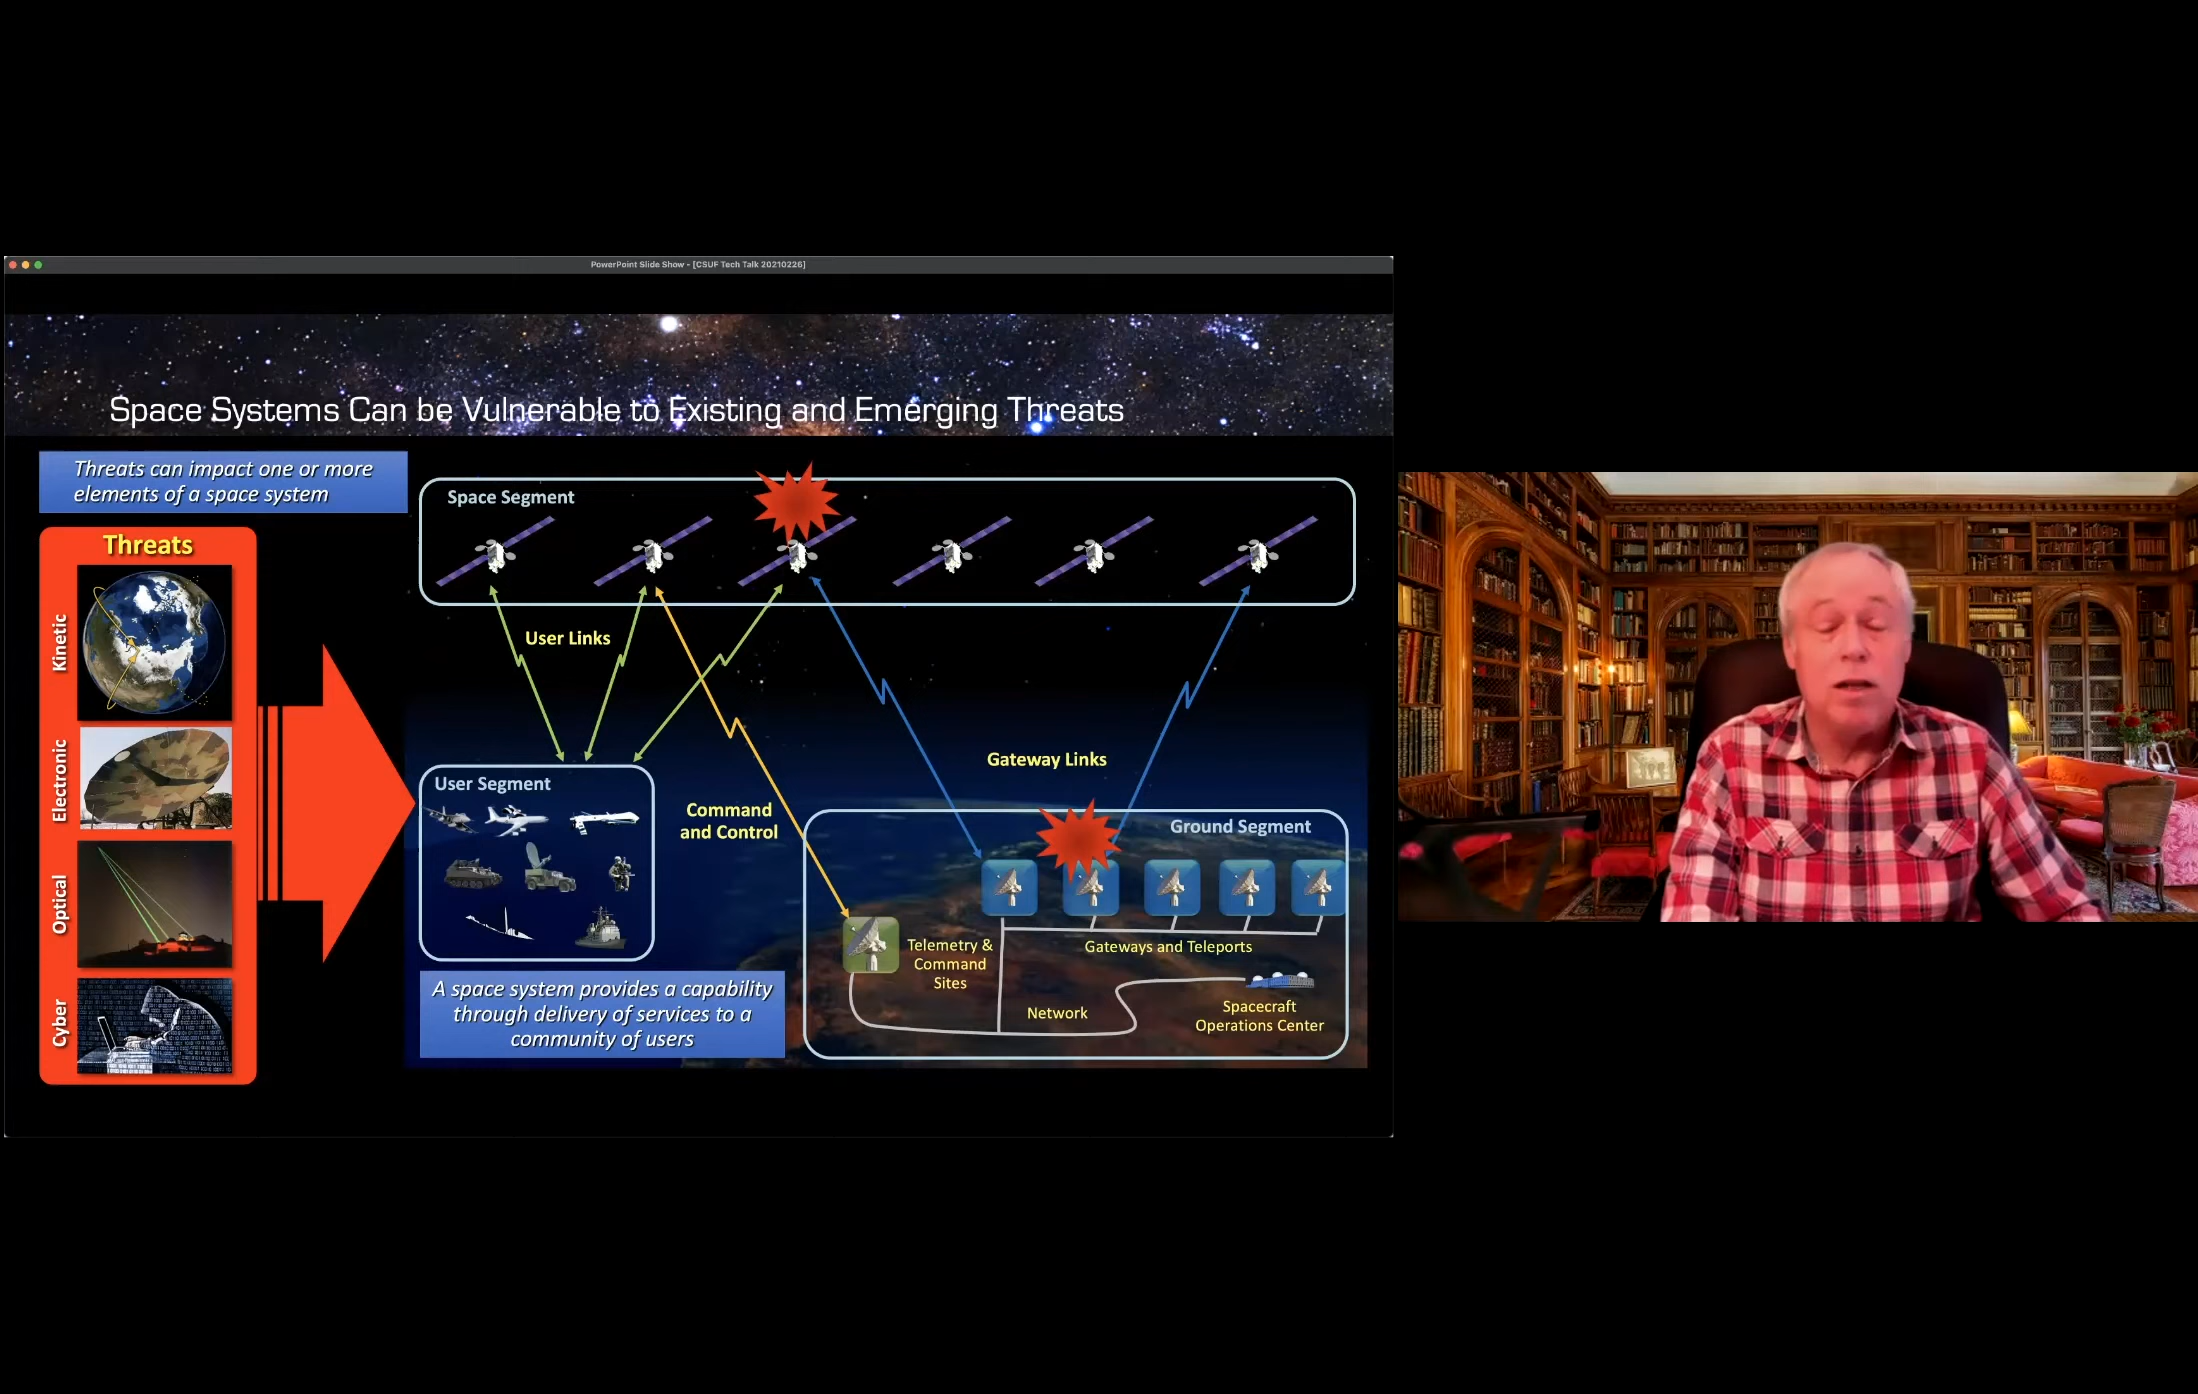 PowerPoint Slide Show - [CSUF Tech Talk 20210226]
Space Systems Can be Vulnerable to Existing and Emerging Threats
Threats can impact one or more
elements of a space system
Threats
Kinetic
Electronic
Optical
Cyber
Space Segment
User Links
User Segment
Command
and Control
Gateway Links
Ground Segment
Telemetry &
Command
Sites
Gateways and Teleports
Network
Spacecraft
Operations Center
A space system provides a capability
through delivery of services to a
community of users